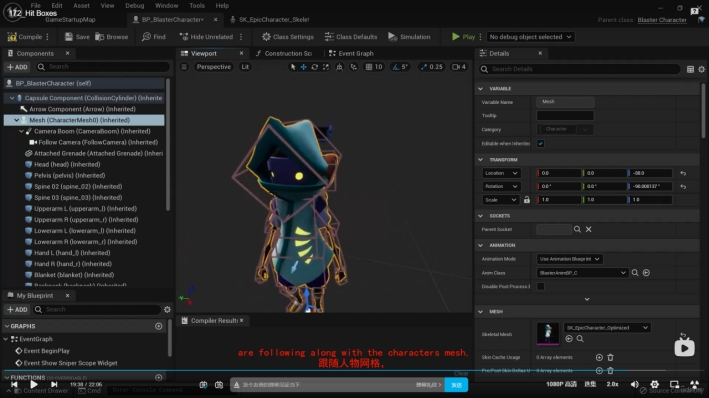 172 Hit Boxes
File Edit Asset View Debug Window Tools Help
GameStartupMap BP_BlasterCharacter* SK_EpicCharacter_Skelet
Parent class: Blaster Character
Compile Save Browse Find Hide Unrelated Class Settings Class Defaults Simulation Play No debug object selected
Components
+ ADD Search
BP_BlasterCharacter (self)
Capsule Component (CollisionCylinder) (Inherite
Arrow Component (Arrow) (Inherited)
Mesh (CharacterMesh0) (Inherited)
Camera Boom (CameraBoom) (Inherited)
Follow Camera (FollowCamera) (Inherited)
Attached Grenade (Attached Grenade) (Inheri
Head (head) (Inherited)
Pelvis (pelvis) (Inherited)
Spine 02 (spine_02) (Inherited)
Spine 03 (spine_03) (Inherited)
Upperarm L (upperarm_l) (Inherited)
Upperarm R (upperarm_r) (Inherited)
Lowerarm L (lowerarm_l) (Inherited)
Lowerarm R (lowerarm_r) (Inherited)
Hand L (hand_l) (Inherited)
Hand R (hand_r) (Inherited)
Blanket (blanket) (Inherited)
Backpack (backpack) (Inherited)
My Blueprint
+ ADD Search
GRAPHS
EventGraph
Event BeginPlay
Event Show Sniper Scope Widget
FUNCTIONS
Viewport Construction Sc Event Graph
Perspective Lit 10 5° 0.25 4
Compiler Results
Clear
Details
Search Details
VARIABLE
Variable Name Mesh
Tooltip
Category Character
Editable when Inherited
TRANSFORM
Location 0.0 0.0 -88.0
Rotation 0.0 ° 0.0 ° -90.000137 °
Scale 1.0 1.0 1.0
SOCKETS
Parent Socket
ANIMATION
Animation Mode Use Animation Blueprint
Anim Class BlasterAnimBP_C
Disable Post Process B
MESH
Skeletal Mesh SK_EpicCharacter_Optimized
Skin Cache Usage 0 Array elements
0 Array elements
are following along with the characters mesh,
跟随人物网格，
19:38 / 22:06
发送
1080P 高清 选集 2.0x
Cmd